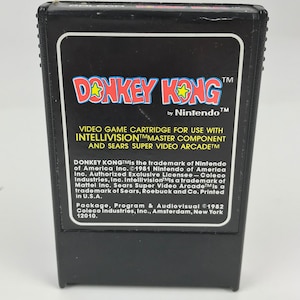 DONKEY KONG™
by Nintendo™
VIDEO GAME CARTRIDGE FOR USE WITH
INTELLIVISION™MASTER COMPONENT
AND SEARS SUPER VIDEO ARCADE™
DONKEY KONG™is the trademark of Nintendo
of America Inc. ©1981 Nintendo of America
Inc. Authorized Exclusive Licensee – Coleco
Industries, Inc. Intellivision™is a trademark of
Mattel Inc. Sears Super Video Arcade™is a
trademark of Sears, Roebuck and Co. Printed
in U.S.A.
Package, Program & Audiovisual ©1982
Coleco Industries, Inc., Amsterdam, New York
12010.